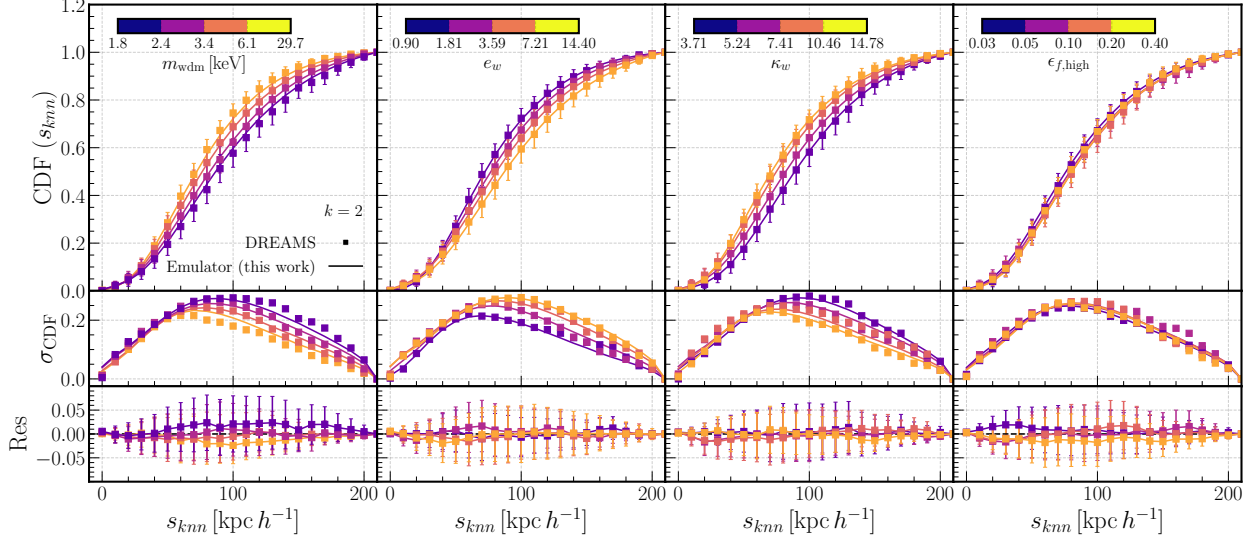 1.8 2.4 3.4 6.1 29.7
m_wdm [keV]
0.90 1.81 3.59 7.21 14.40
e_w
3.71 5.24 7.41 10.46 14.78
κ_w
0.03 0.05 0.10 0.20 0.40
ϵ_f,high
CDF (s_knn)
1.0
0.8
0.6
0.4
0.2
0.0
k = 2
DREAMS
Emulator (this work)
σ_CDF
0.2
0.0
Res
0.05
0.00
−0.05
0 100 200
0 100 200
0 100 200
0 100 200
s_knn [kpc h⁻¹]
s_knn [kpc h⁻¹]
s_knn [kpc h⁻¹]
s_knn [kpc h⁻¹]